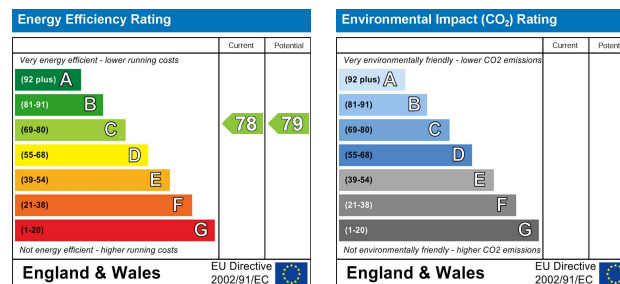 Energy Efficiency Rating
Current Potential
Very energy efficient - lower running costs
(92 plus) A
(81-91) B
(69-80) C
78 79
(55-68) D
(39-54) E
(21-38) F
(1-20) G
Not energy efficient - higher running costs
England & Wales
EU Directive
2002/91/EC
Environmental Impact (CO2) Rating
Current Potent
Very environmentally friendly - lower CO2 emissions
(92 plus) A
(81-91) B
(69-80) C
(55-68) D
(39-54) E
(21-38) F
(1-20) G
Not environmentally friendly - higher CO2 emissions
England & Wales
EU Directive
2002/91/EC